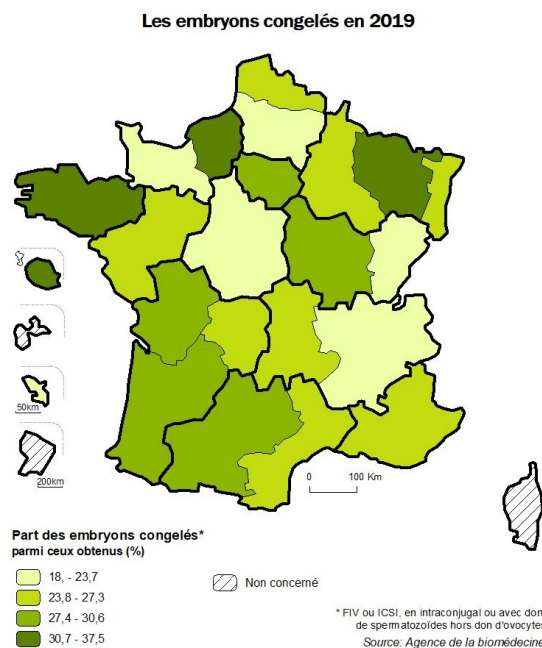 Les embryons congelés en 2019
50km
200km
0 100 Km
Part des embryons congelés*
parmi ceux obtenus (%)
18, - 23,7
23,8 - 27,3
27,4 - 30,6
30,7 - 37,5
Non concerné
* FIV ou ICSI, en intraconjugal ou avec don
de spermatozoïdes hors don d'ovocytes
Source: Agence de la biomédecine